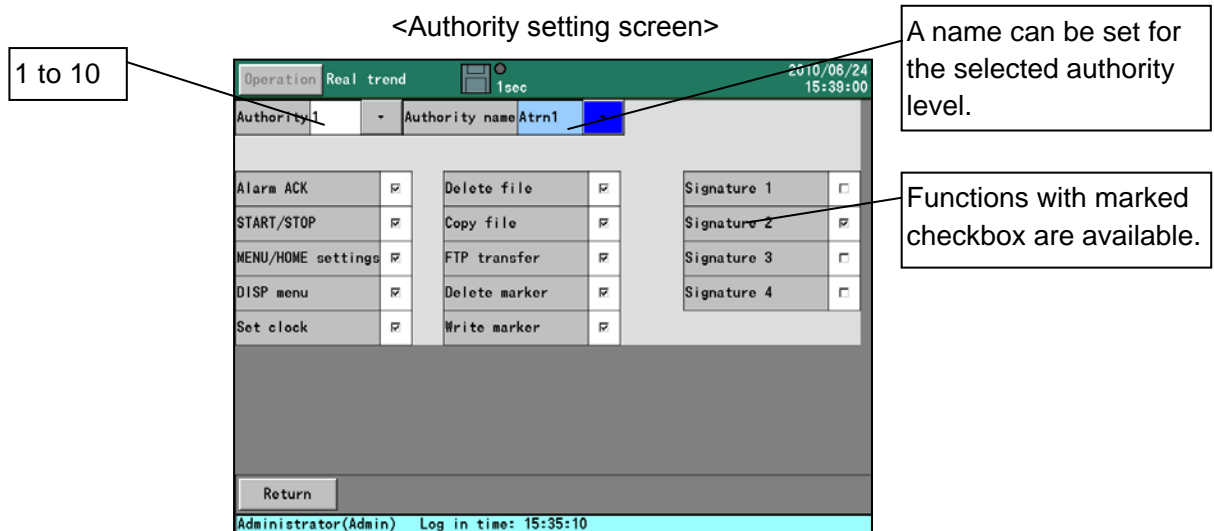 <Authority setting screen>
1 to 10
A name can be set for
the selected authority
level.
Operation Real trend 1sec 2010/06/24
15:39:00
Authority 1 Authority name Atrn1
Alarm ACK Delete file Signature 1
START/STOP Copy file Signature 2
MENU/HOME settings FTP transfer Signature 3
DISP menu Delete marker Signature 4
Set clock Write marker
Functions with marked
checkbox are available.
Return
Administrator(Admin) Log in time: 15:35:10